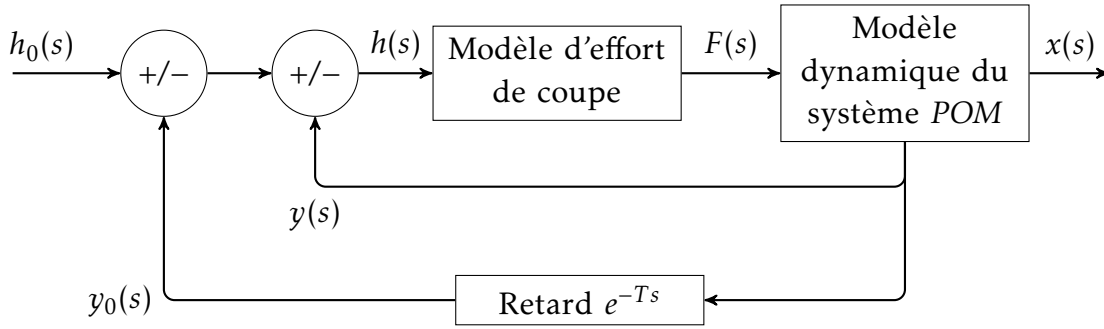 h₀(s)
+/−
+/−
h(s)
Modèle d'effort
de coupe
F(s)
Modèle
dynamique du
système POM
x(s)
y(s)
y₀(s)
Retard e^{−Ts}